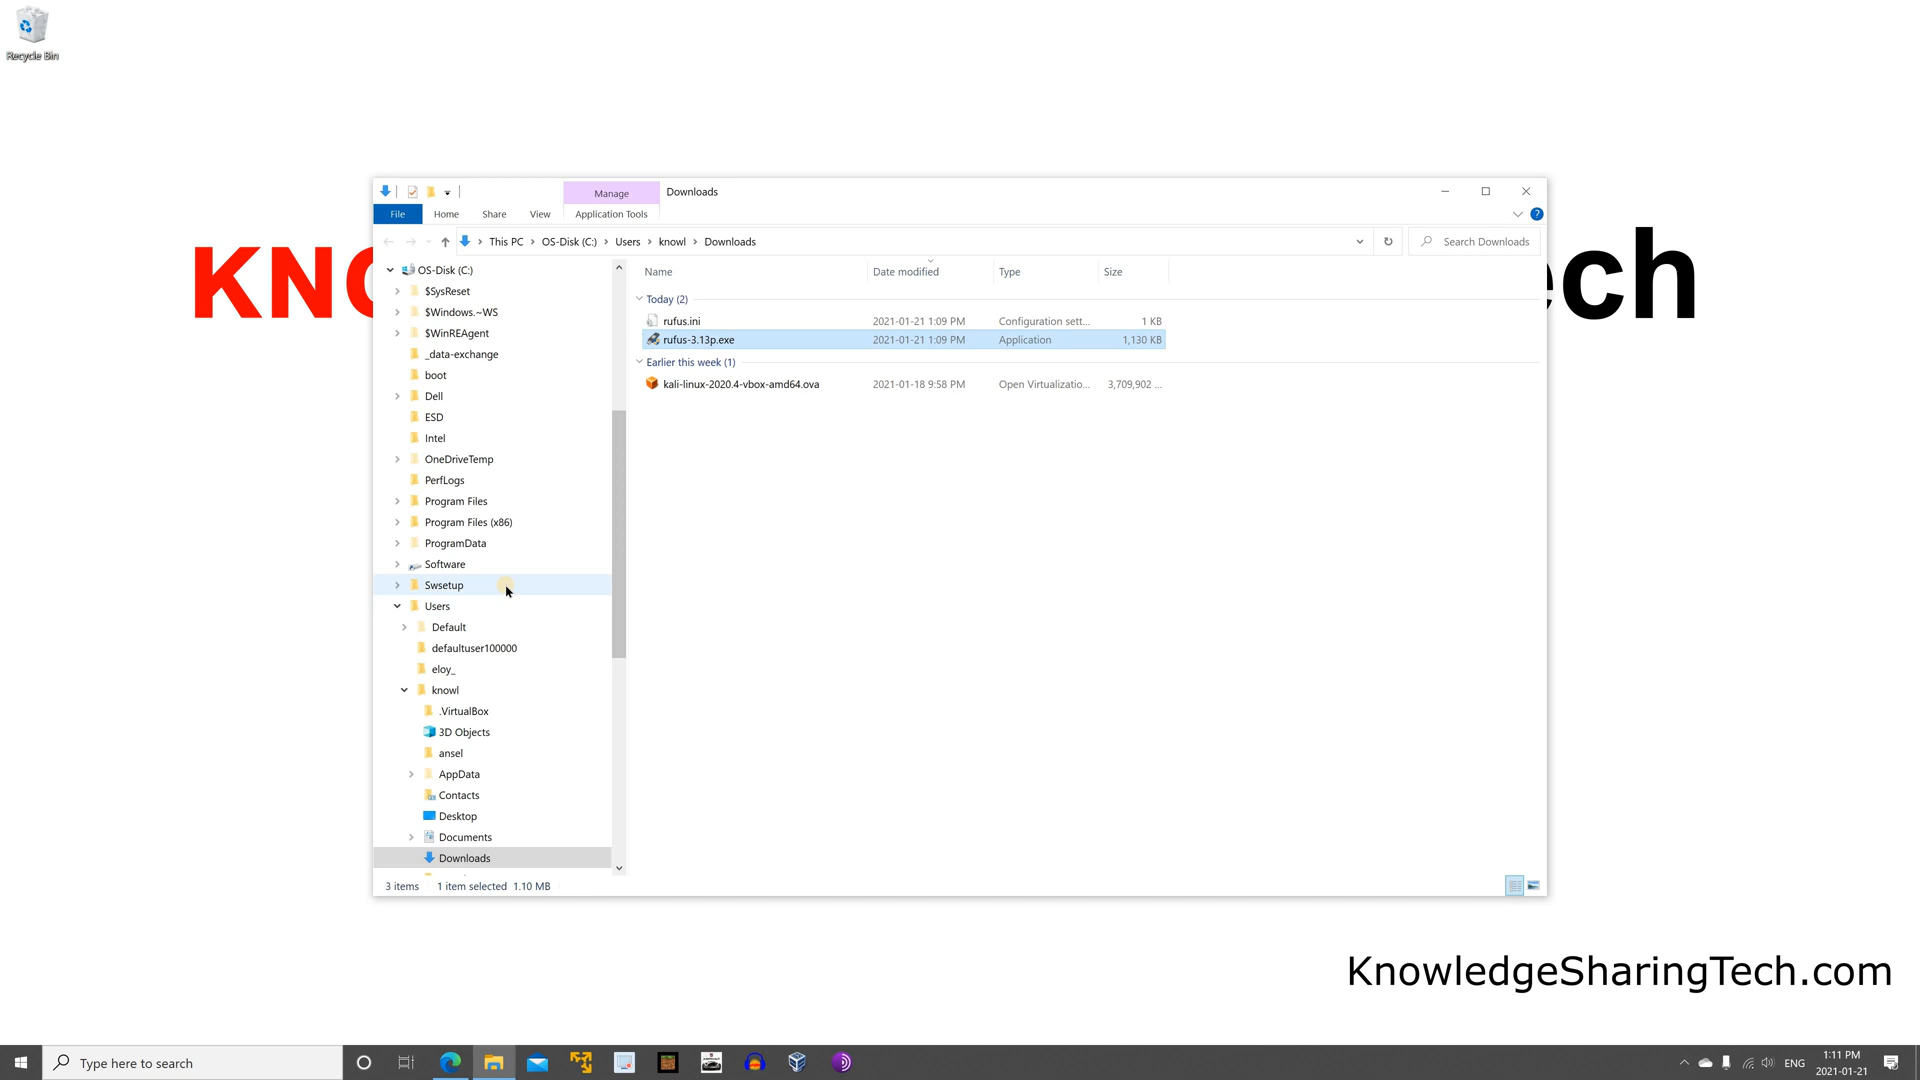 Recycle Bin
Manage
Downloads
File
Home
Share
View
Application Tools
This PC > OS-Disk (C:) > Users > knowl > Downloads
Search Downloads
KNO
ech
OS-Disk (C:)
$SysReset
$Windows.~WS
$WinREAgent
_data-exchange
boot
Dell
ESD
Intel
OneDriveTemp
PerfLogs
Program Files
Program Files (x86)
ProgramData
Software
Swsetup
Users
Default
defaultuser100000
eloy_
knowl
.VirtualBox
3D Objects
ansel
AppData
Contacts
Desktop
Documents
Downloads
Name Date modified Type Size
Today (2)
rufus.ini 2021-01-21 1:09 PM Configuration sett... 1 KB
rufus-3.13p.exe 2021-01-21 1:09 PM Application 1,130 KB
Earlier this week (1)
kali-linux-2020.4-vbox-amd64.ova 2021-01-18 9:58 PM Open Virtualizatio... 3,709,902 ...
3 items 1 item selected 1.10 MB
KnowledgeSharingTech.com
Type here to search
ENG
1:11 PM
2021-01-21